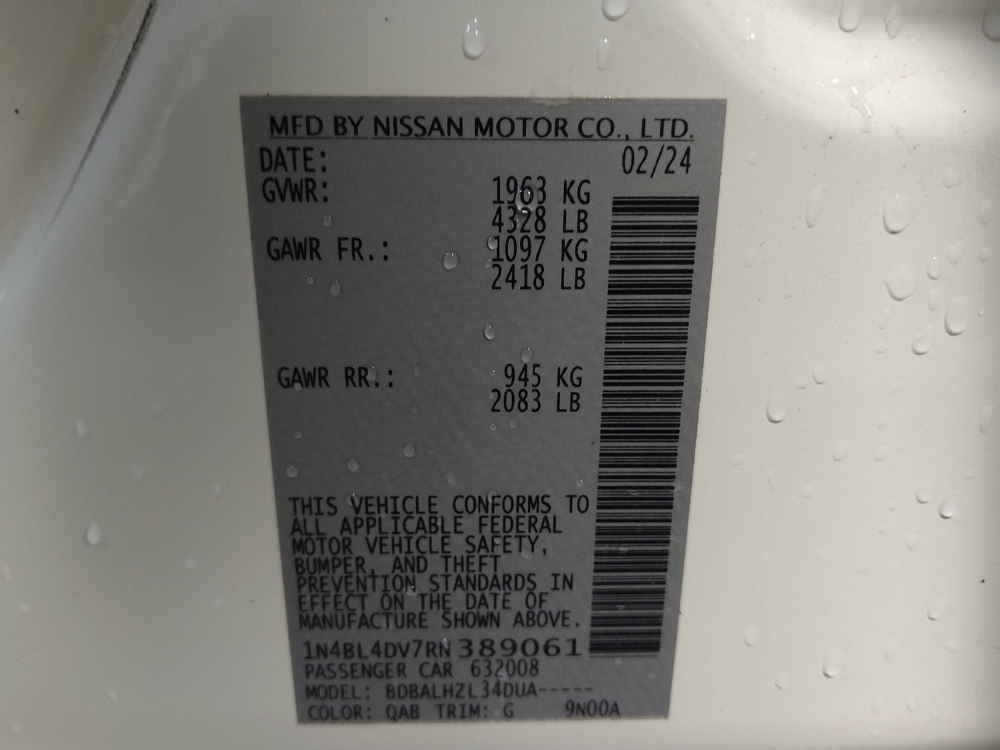 MFD BY NISSAN MOTOR CO., LTD.
DATE: 02/24
GVWR: 1963 KG
4328 LB
GAWR FR.: 1097 KG
2418 LB
GAWR RR.: 945 KG
2083 LB
THIS VEHICLE CONFORMS TO
ALL APPLICABLE FEDERAL
MOTOR VEHICLE SAFETY,
BUMPER, AND THEFT
PREVENTION STANDARDS IN
EFFECT ON THE DATE OF
MANUFACTURE SHOWN ABOVE.
1N4BL4DV7RN389061
PASSENGER CAR 632008
MODEL: BDBALHZL34DUA-----
COLOR: QAB TRIM: G 9N00A